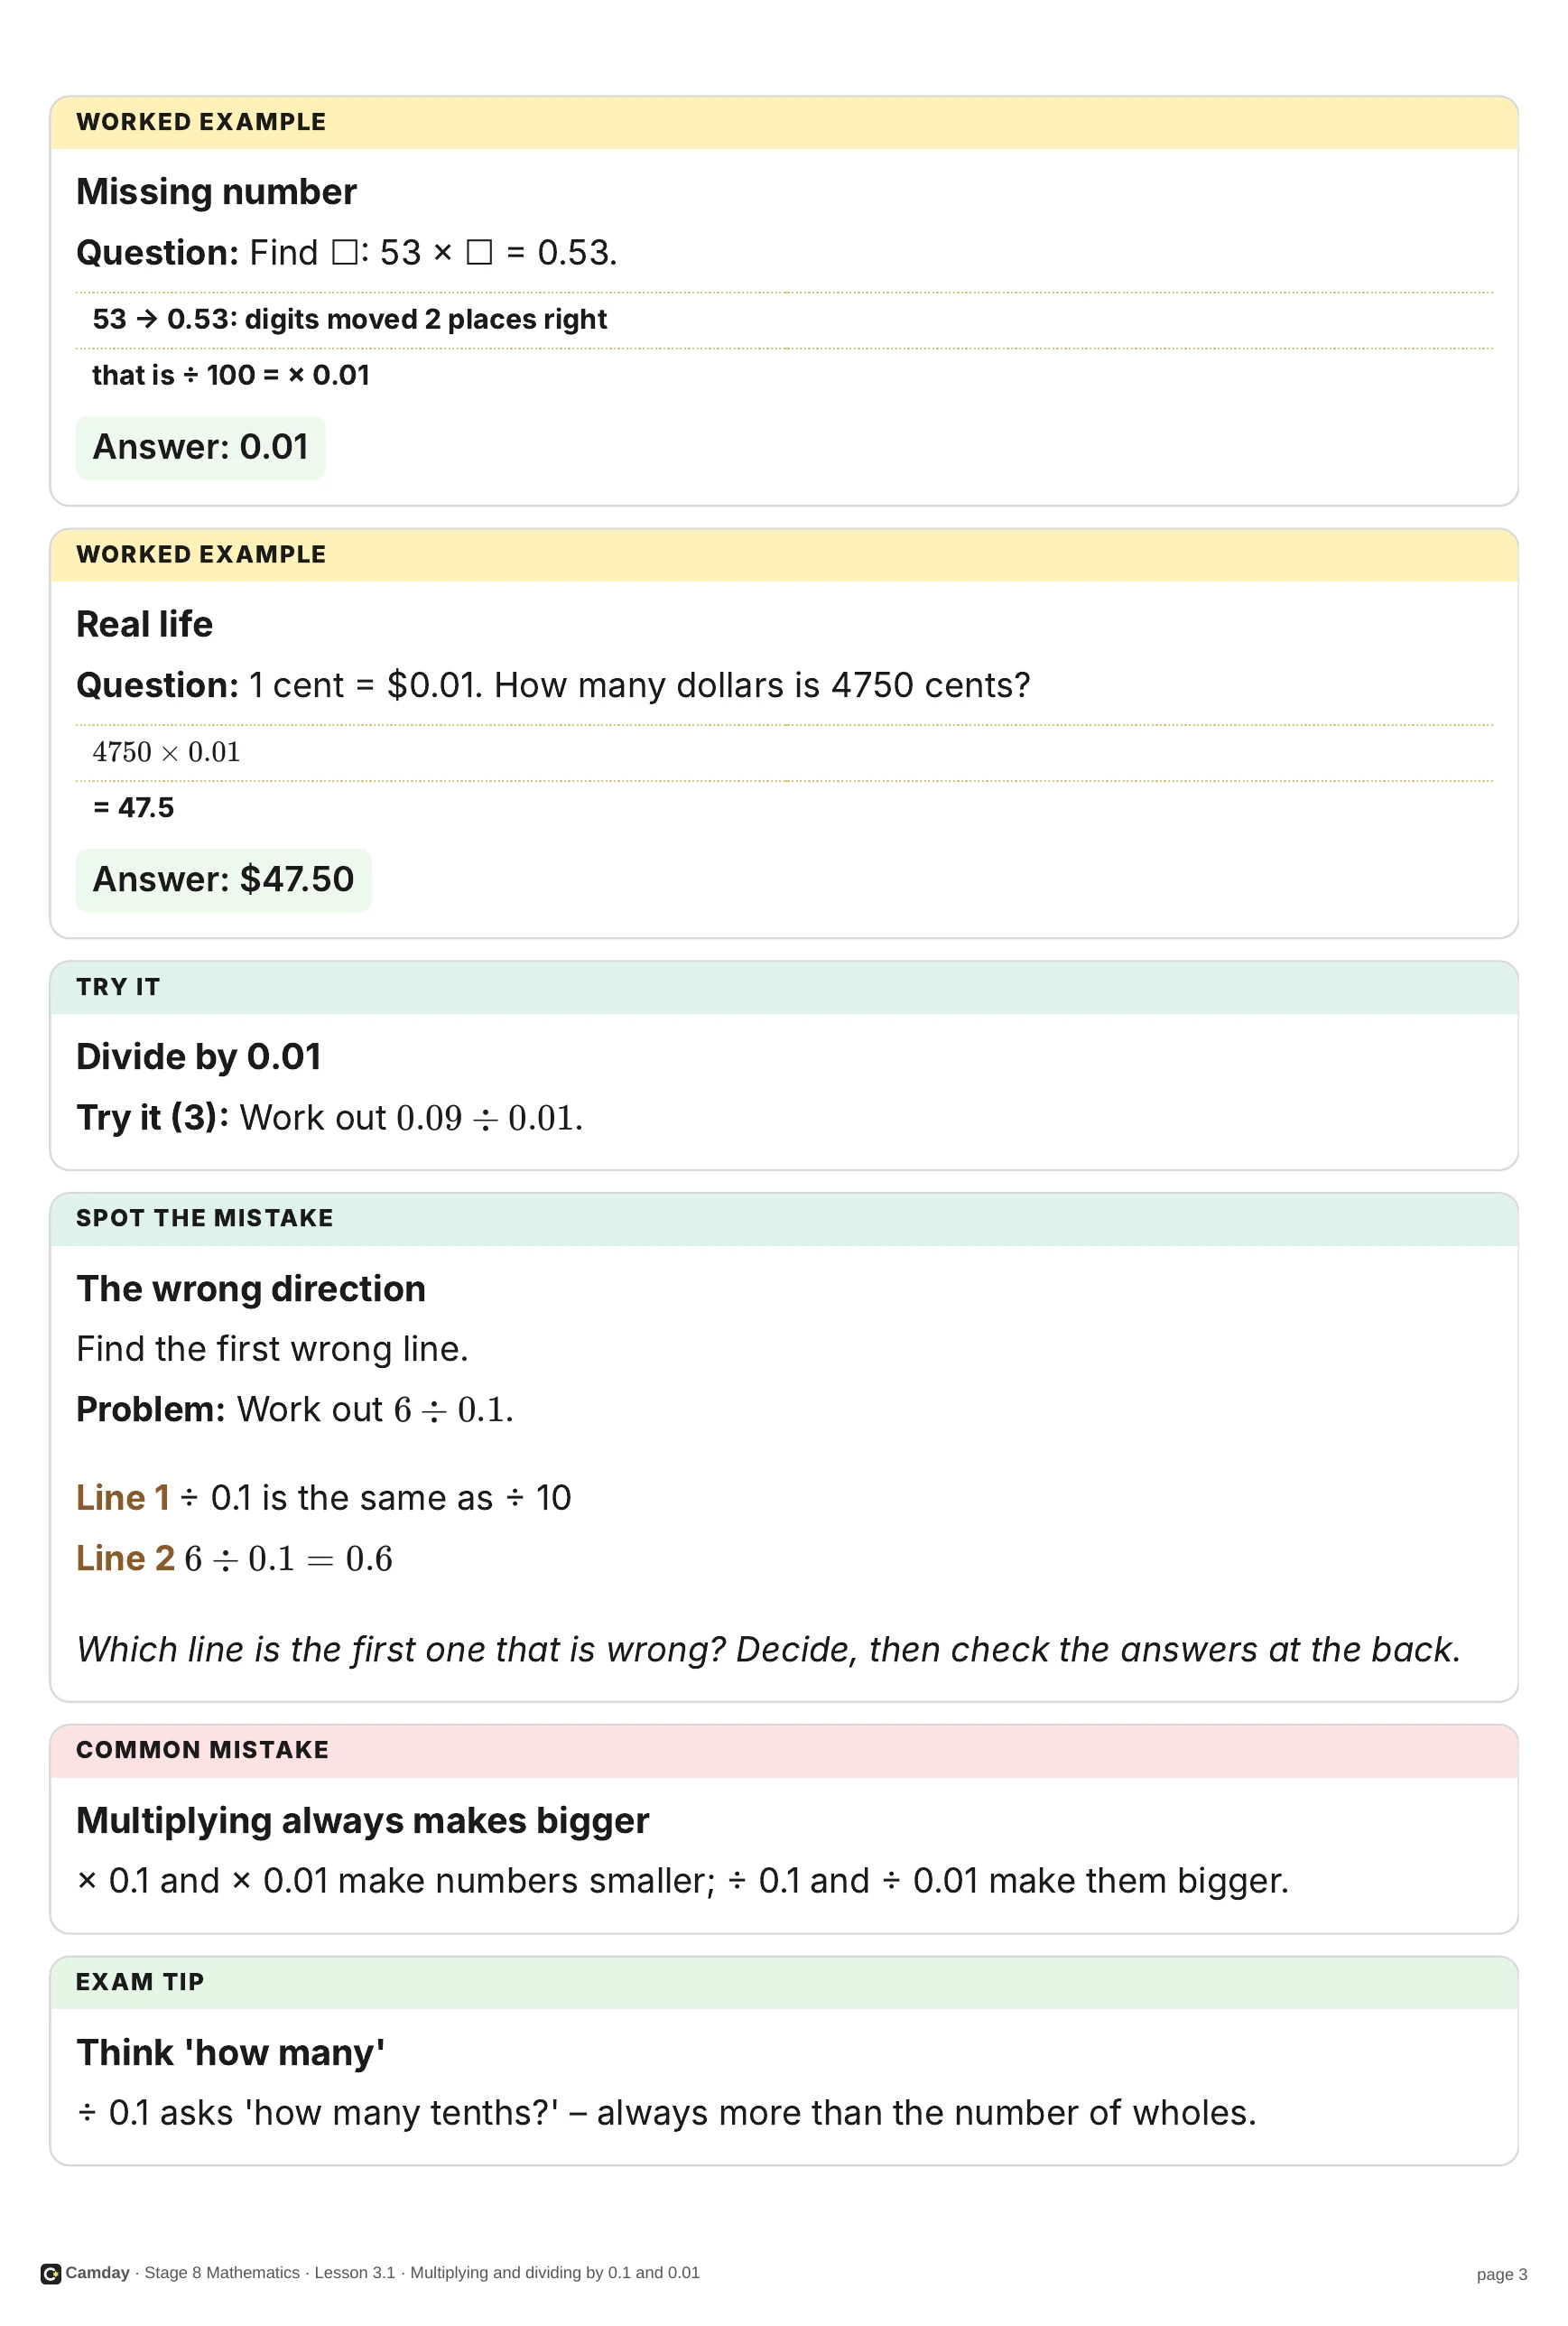 WORKED EXAMPLE
Missing number
Question: Find □: 53 × □ = 0.53.
53 → 0.53: digits moved 2 places right
that is ÷ 100 = × 0.01
Answer: 0.01
WORKED EXAMPLE
Real life
Question: 1 cent = $0.01. How many dollars is 4750 cents?
4750 × 0.01
= 47.5
Answer: $47.50
TRY IT
Divide by 0.01
Try it (3): Work out 0.09 ÷ 0.01.
SPOT THE MISTAKE
The wrong direction
Find the first wrong line.
Problem: Work out 6 ÷ 0.1.
Line 1 ÷ 0.1 is the same as ÷ 10
Line 2 6 ÷ 0.1 = 0.6
Which line is the first one that is wrong? Decide, then check the answers at the back.
COMMON MISTAKE
Multiplying always makes bigger
× 0.1 and × 0.01 make numbers smaller; ÷ 0.1 and ÷ 0.01 make them bigger.
EXAM TIP
Think 'how many'
÷ 0.1 asks 'how many tenths?' – always more than the number of wholes.
Camday · Stage 8 Mathematics · Lesson 3.1 · Multiplying and dividing by 0.1 and 0.01
page 3